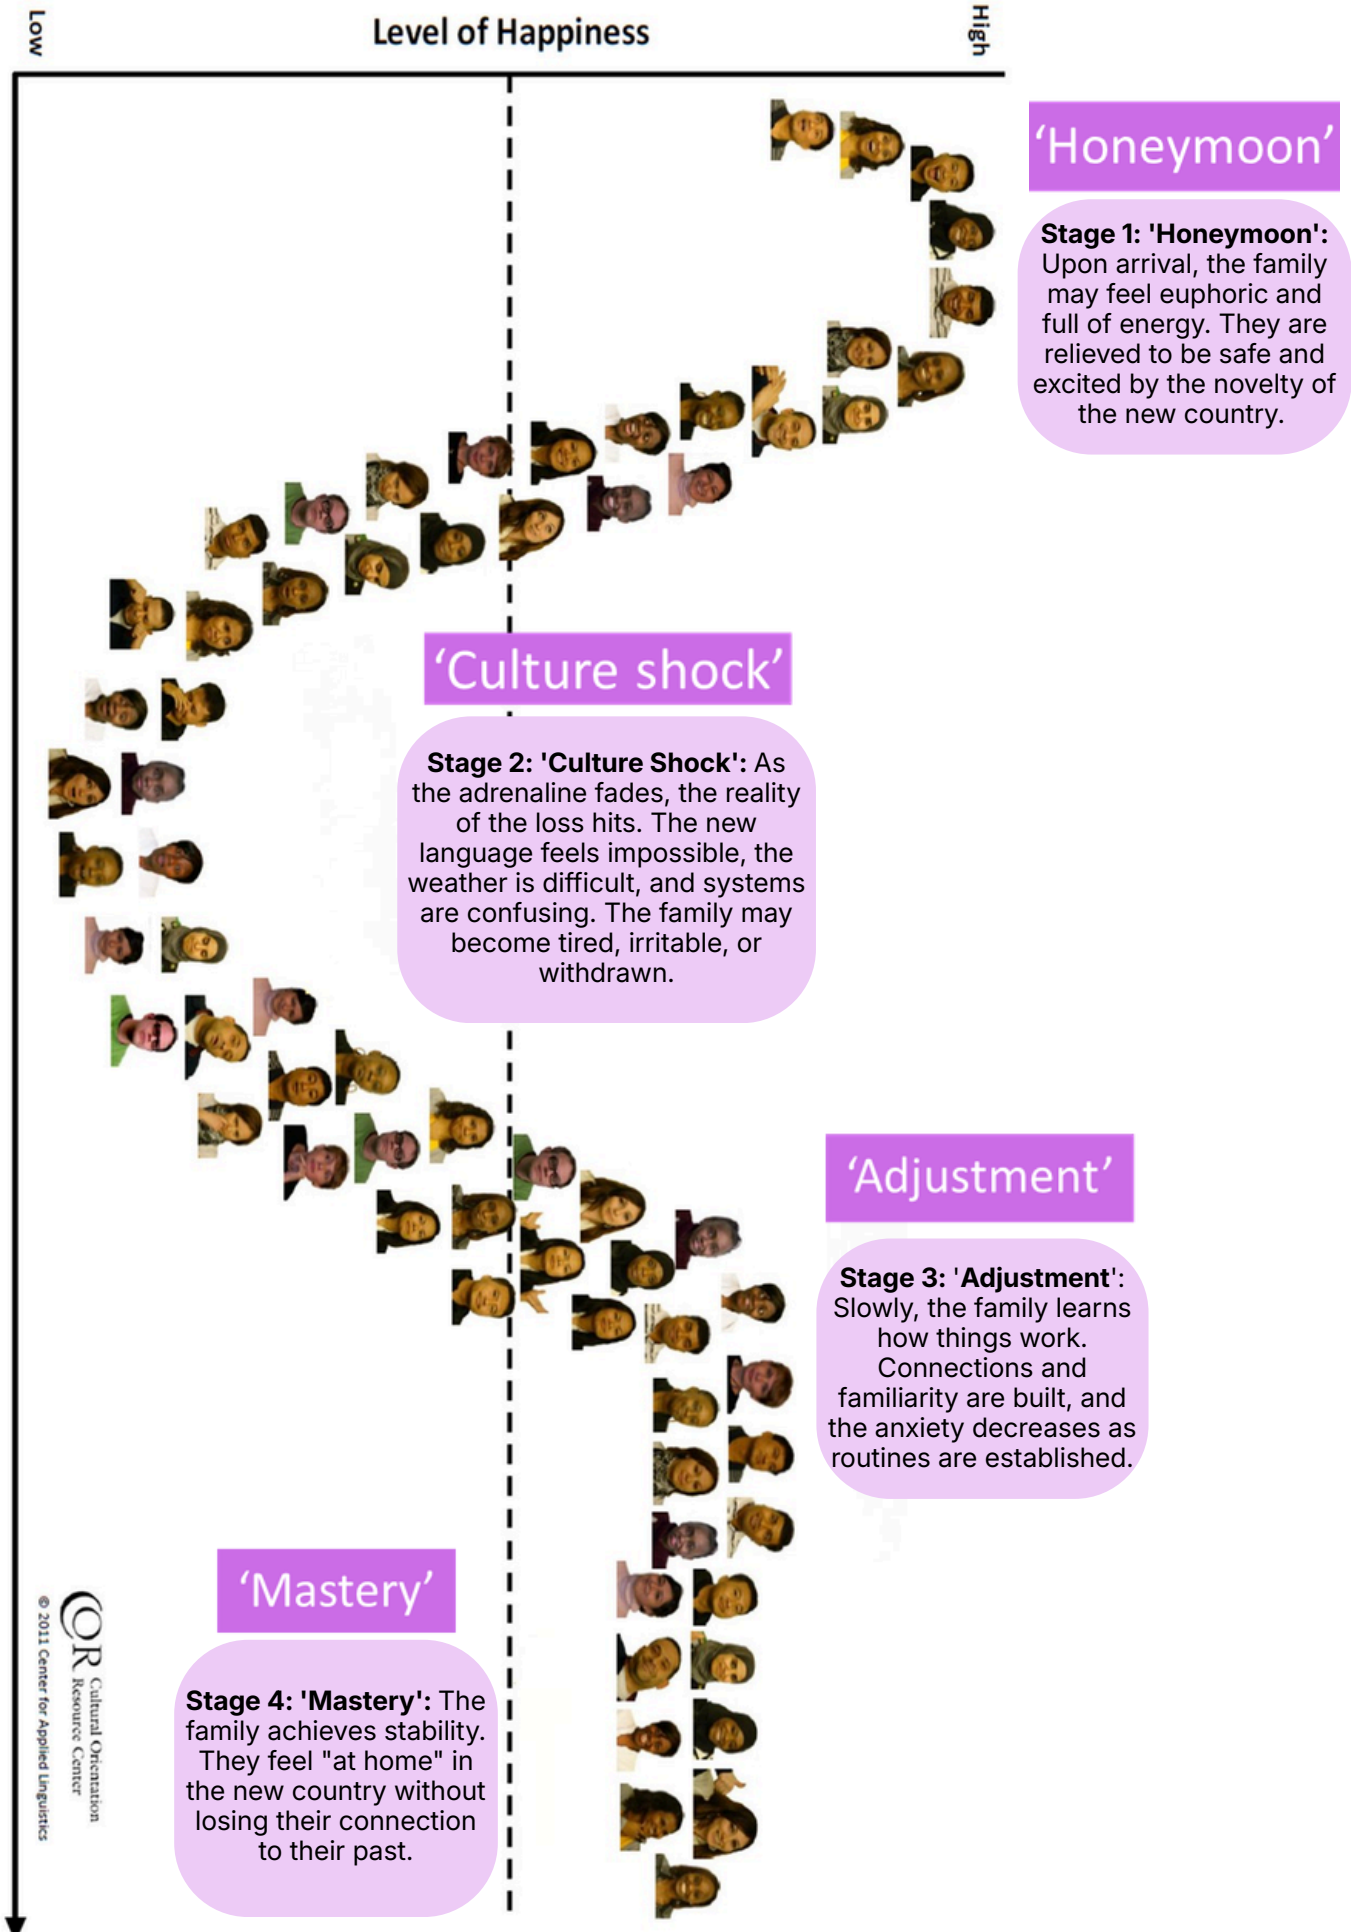 Low
Level of Happiness
High
'Honeymoon'
Stage 1: 'Honeymoon':
Upon arrival, the family
may feel euphoric and
full of energy. They are
relieved to be safe and
excited by the novelty of
the new country.
'Culture shock'
Stage 2: 'Culture Shock': As
the adrenaline fades, the reality
of the loss hits. The new
language feels impossible, the
weather is difficult, and systems
are confusing. The family may
become tired, irritable, or
withdrawn.
'Adjustment'
Stage 3: 'Adjustment':
Slowly, the family learns
how things work.
Connections and
familiarity are built, and
the anxiety decreases as
routines are established.
'Mastery'
Stage 4: 'Mastery': The
family achieves stability.
They feel "at home" in
the new country without
losing their connection
to their past.
COR Cultural Orientation
Resource Center
© 2011 Center for Applied Linguistics